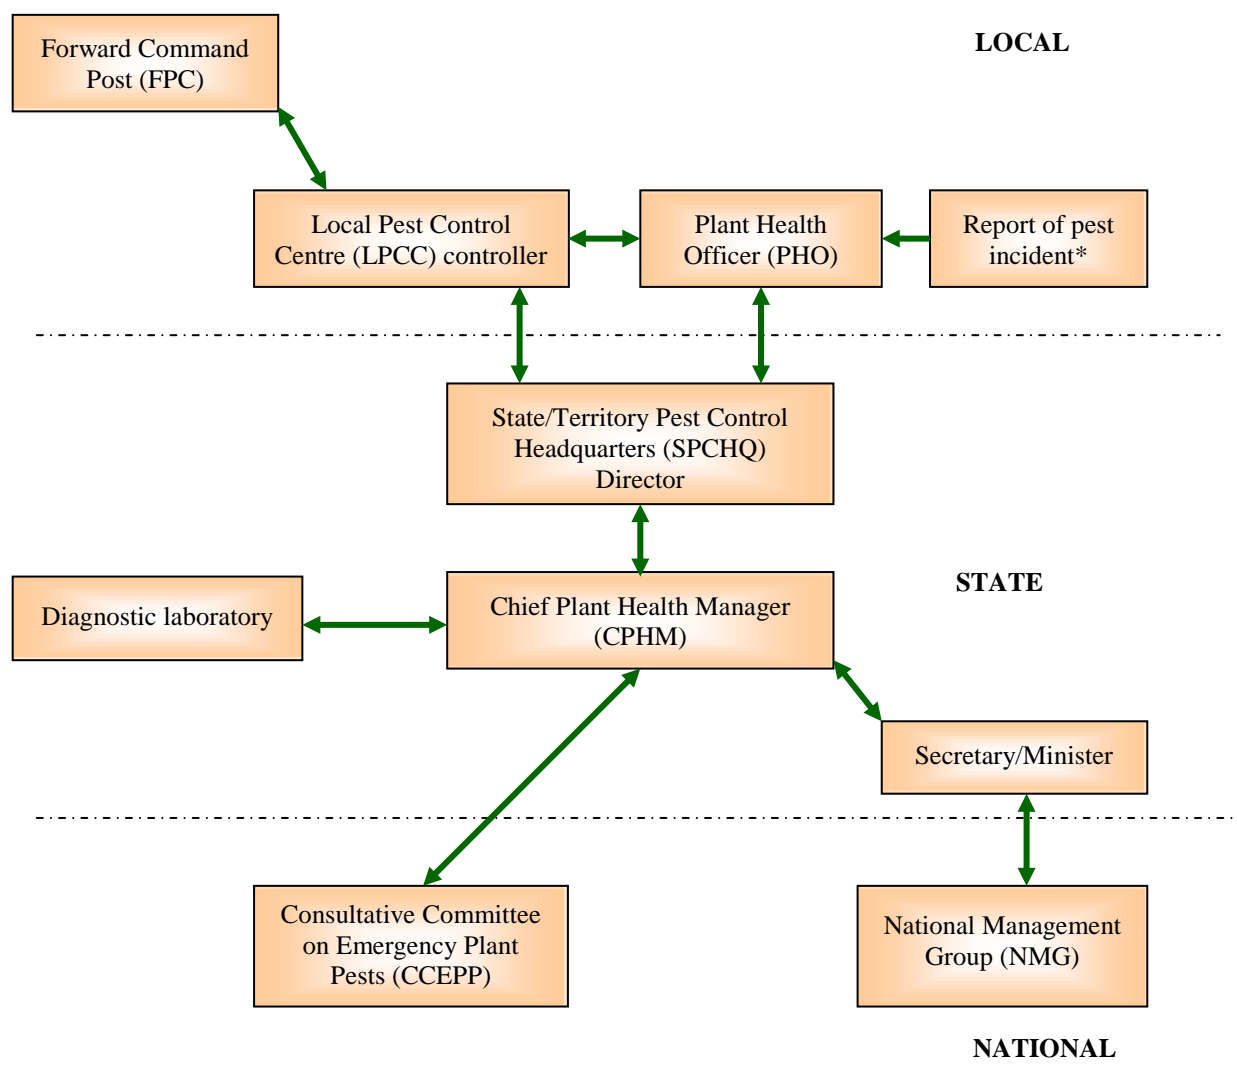 Forward Command
Post (FPC)
LOCAL
Local Pest Control
Centre (LPCC) controller
Plant Health
Officer (PHO)
Report of pest
incident*
State/Territory Pest Control
Headquarters (SPCHQ)
Director
Diagnostic laboratory
Chief Plant Health Manager
(CPHM)
STATE
Secretary/Minister
Consultative Committee
on Emergency Plant
Pests (CCEPP)
National Management
Group (NMG)
NATIONAL